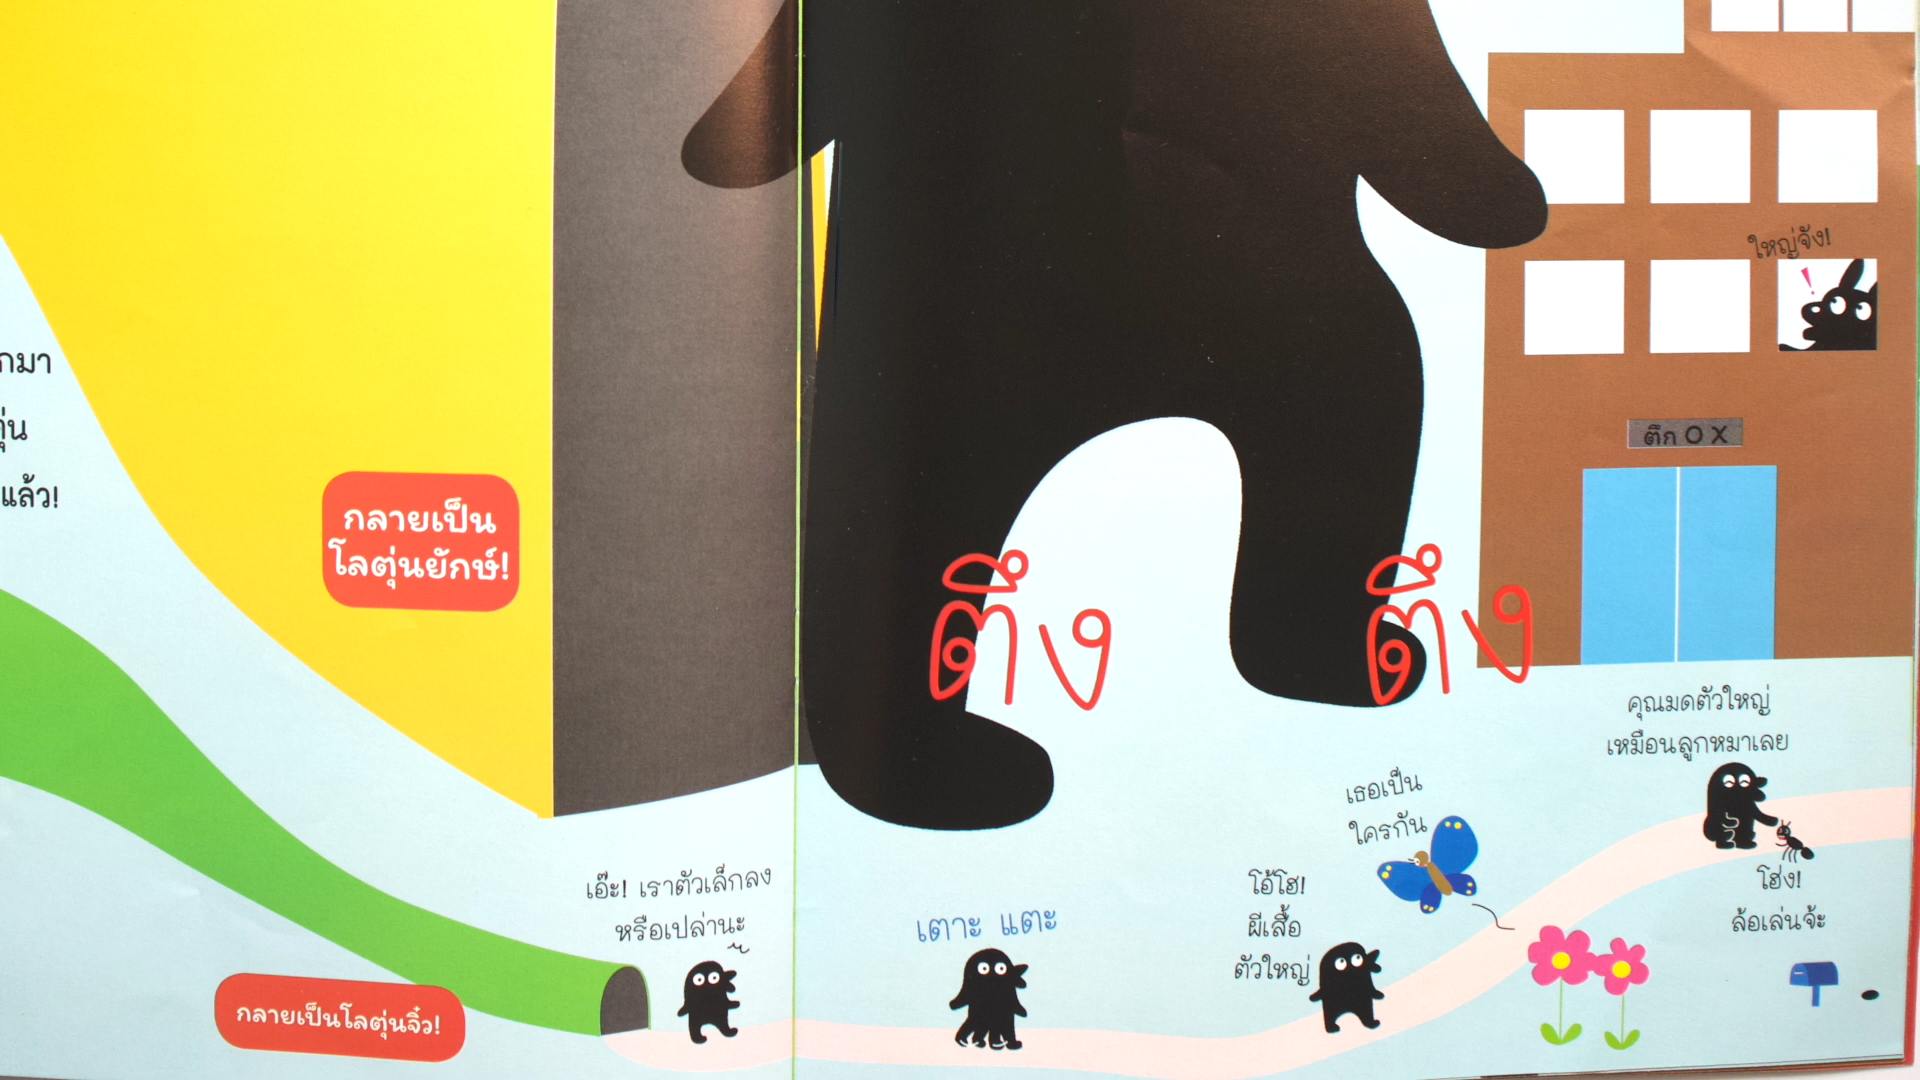 กมา
แล้ว!
กลายเป็น
โลตุ่นยักษ์!
ใหญ่จัง!
ตึก O X
ตึง ตึง
คุณมดตัวใหญ่
เหมือนลูกหมาเลย
เธอเป็น
ใครกัน
เอ๊ะ! เราตัวเล็กลง
หรือเปล่านะ
เตาะ แตะ
โอ้โฮ!
ผีเสื้อ
ตัวใหญ่
โฮ่ง!
ล้อเล่นจ้ะ
กลายเป็นโลตุ่นจิ๋ว!